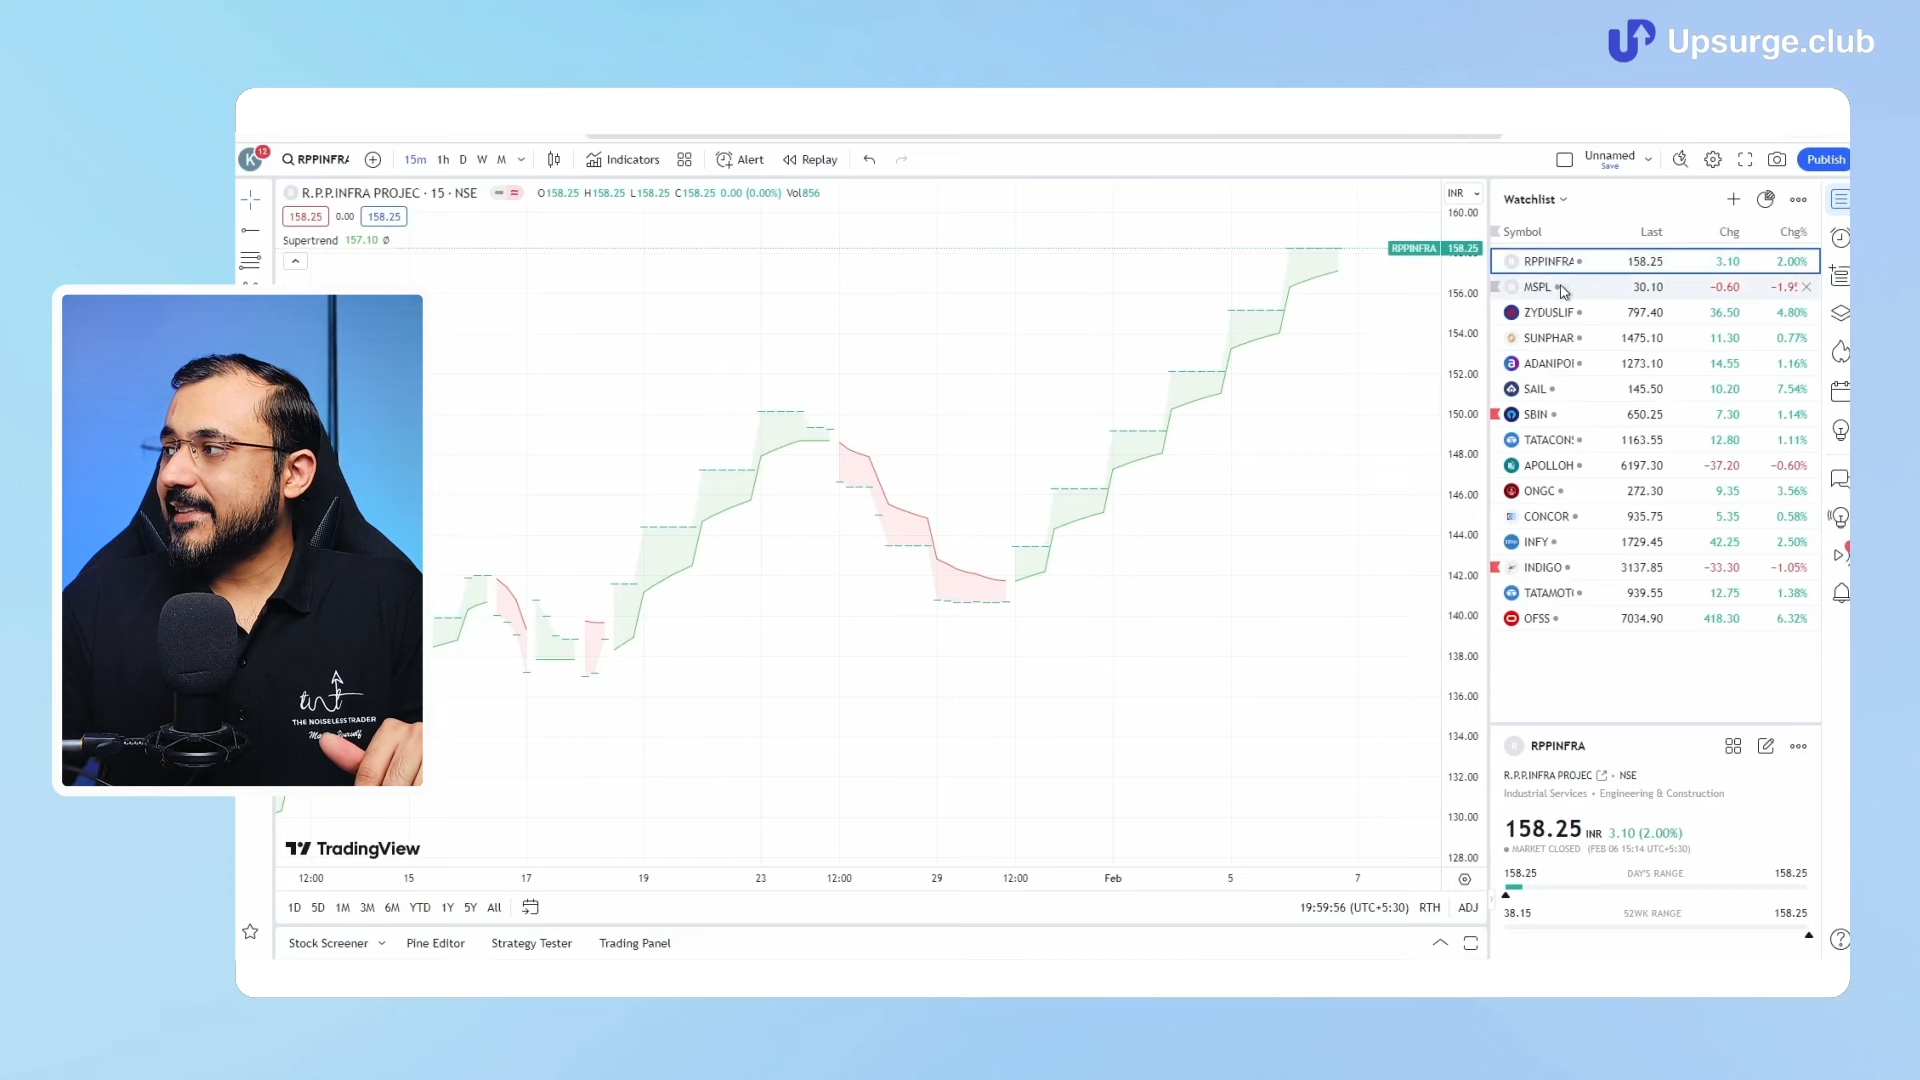 Upsurge.club
K
12
RPPINFRA
15m 1h D W M
Indicators
Alert
Replay
Unnamed
Save
Publish
R.P.P.INFRA PROJEC · 15 · NSE
O158.25 H158.25 L158.25 C158.25 0.00 (0.00%) Vol856
158.25 0.00 158.25
Supertrend 157.10 Ø
INR
160.00
RPPINFRA 158.25
156.00
154.00
152.00
150.00
148.00
146.00
144.00
142.00
140.00
138.00
136.00
134.00
132.00
130.00
128.00
Watchlist
Symbol Last Chg Chg%
RPPINFRA 158.25 3.10 2.00%
MSPL 30.10 −0.60 −1.95
ZYDUSLIF 797.40 36.50 4.80%
SUNPHAR 1475.10 11.30 0.77%
ADANIPO 1273.10 14.55 1.16%
SAIL 145.50 10.20 7.54%
SBIN 650.25 7.30 1.14%
TATACON 1163.55 12.80 1.11%
APOLLOH 6197.30 −37.20 −0.60%
ONGC 272.30 9.35 3.56%
CONCOR 935.75 5.35 0.58%
INFY 1729.45 42.25 2.50%
INDIGO 3137.85 −33.30 −1.05%
TATAMOT 939.55 12.75 1.38%
OFSS 7034.90 418.30 6.32%
RPPINFRA
R.P.P.INFRA PROJEC · NSE
Industrial Services · Engineering & Construction
158.25 INR 3.10 (2.00%)
MARKET CLOSED (FEB 06 15:14 UTC+5:30)
158.25 DAY'S RANGE 158.25
38.15 52WK RANGE 158.25
tnt
THE NOISELESS TRADER
TradingView
12:00 15 17 19 23 12:00 29 12:00 Feb 5 7
1D 5D 1M 3M 6M YTD 1Y 5Y All
19:59:56 (UTC+5:30) RTH ADJ
Stock Screener
Pine Editor
Strategy Tester
Trading Panel